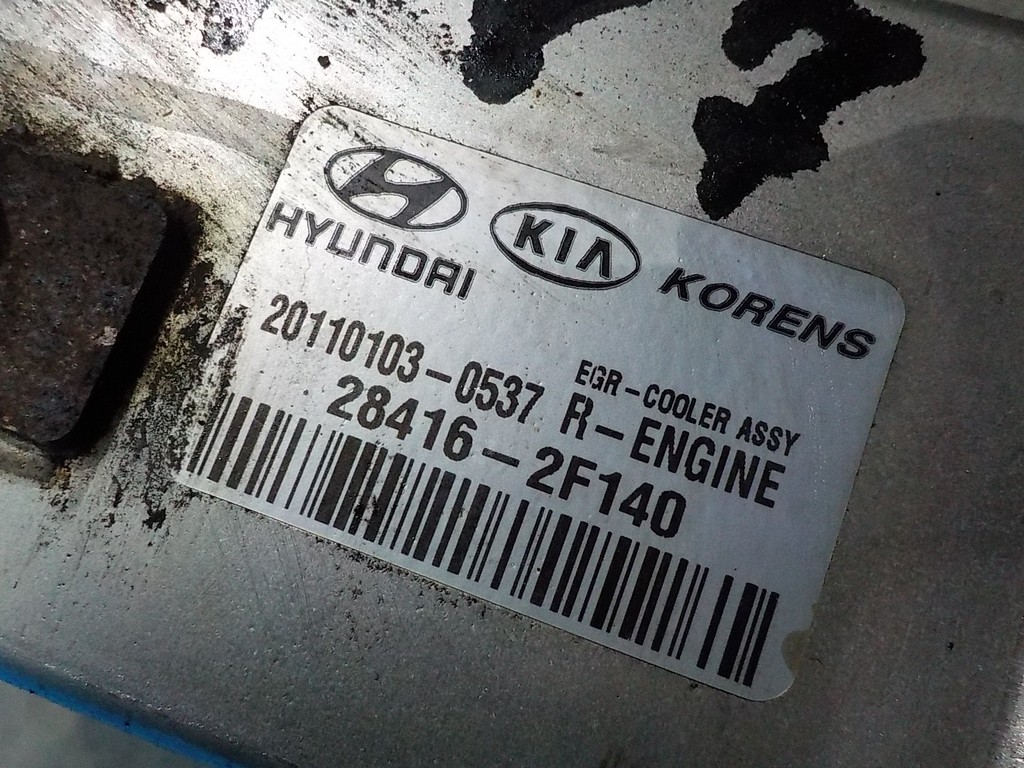 HYUNDAI KIA KORENS
EGR-COOLER ASSY
20110103-0537 R-ENGINE
28416-2F140